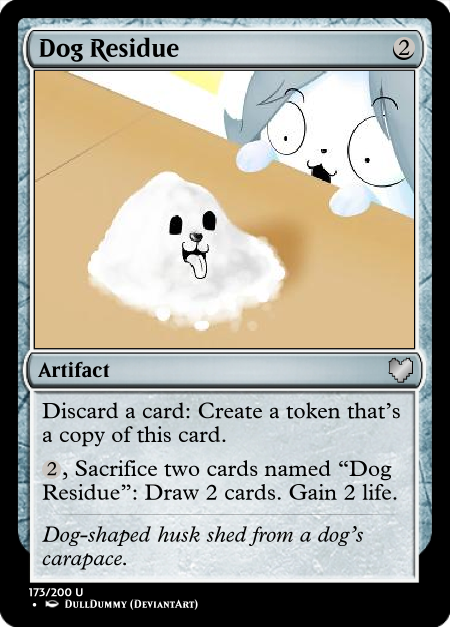 Dog Residue 2
Artifact
Discard a card: Create a token that's
a copy of this card.
2, Sacrifice two cards named “Dog
Residue”: Draw 2 cards. Gain 2 life.
Dog-shaped husk shed from a dog's
carapace.
173/200 U
• DullDummy (DeviantArt)